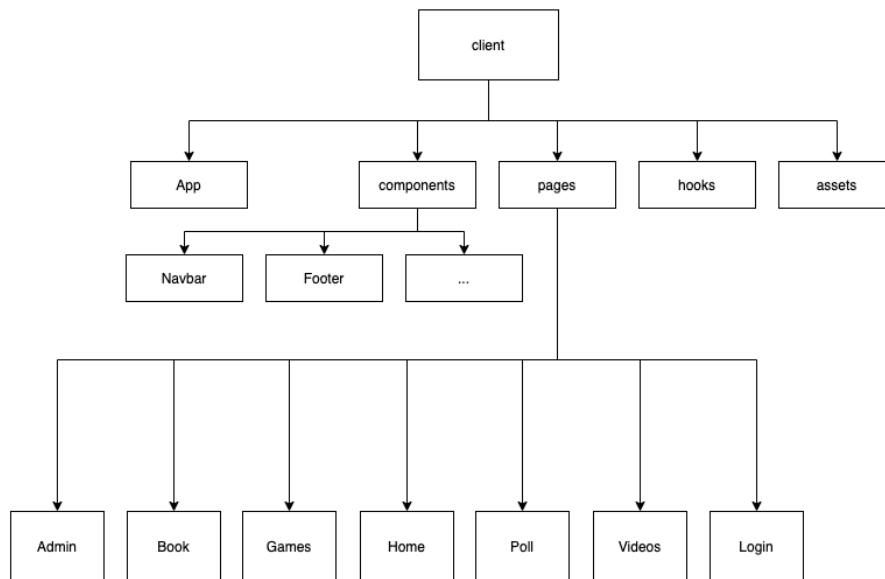 client
App
components
pages
hooks
assets
Navbar
Footer
...
Admin
Book
Games
Home
Poll
Videos
Login